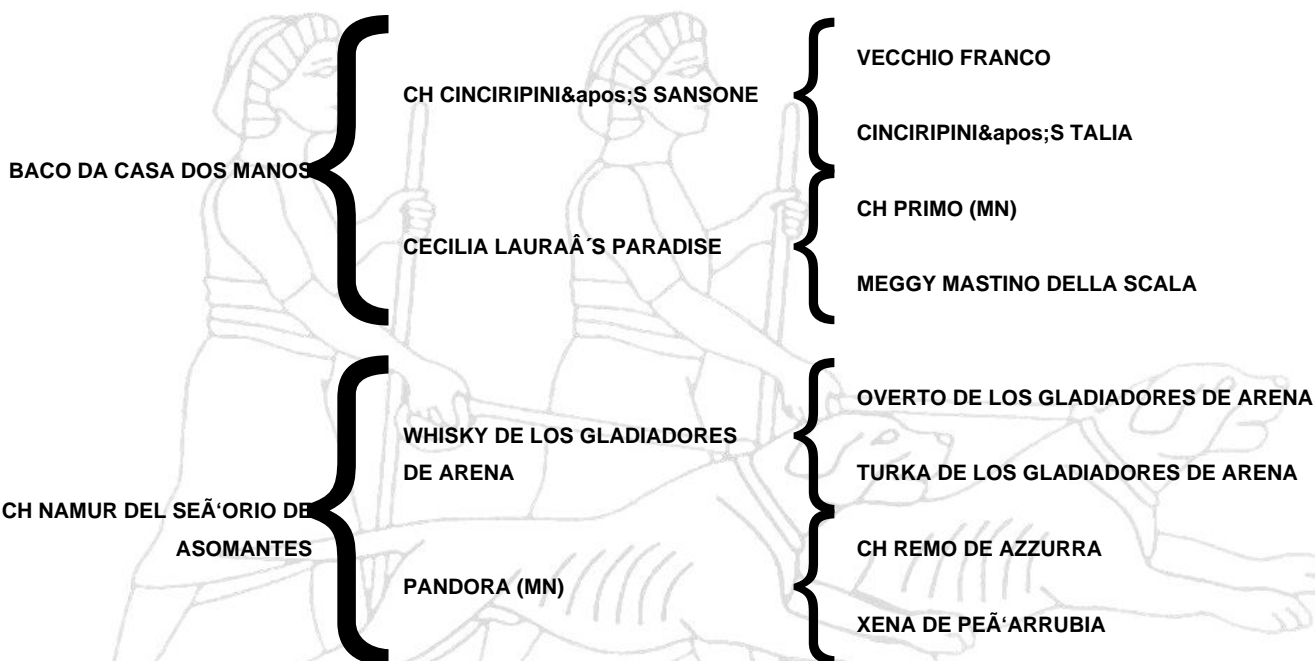 BACO DA CASA DOS MANOS
CH CINCIRIPINI&apos;S SANSONE
VECCHIO FRANCO
CINCIRIPINI&apos;S TALIA
CECILIA LAURAÂ´S PARADISE
CH PRIMO (MN)
MEGGY MASTINO DELLA SCALA
CH NAMUR DEL SEÃ‘ORIO DE
ASOMANTES
WHISKY DE LOS GLADIADORES
DE ARENA
OVERTO DE LOS GLADIADORES DE ARENA
TURKA DE LOS GLADIADORES DE ARENA
PANDORA (MN)
CH REMO DE AZZURRA
XENA DE PEÃ‘ARRUBIA